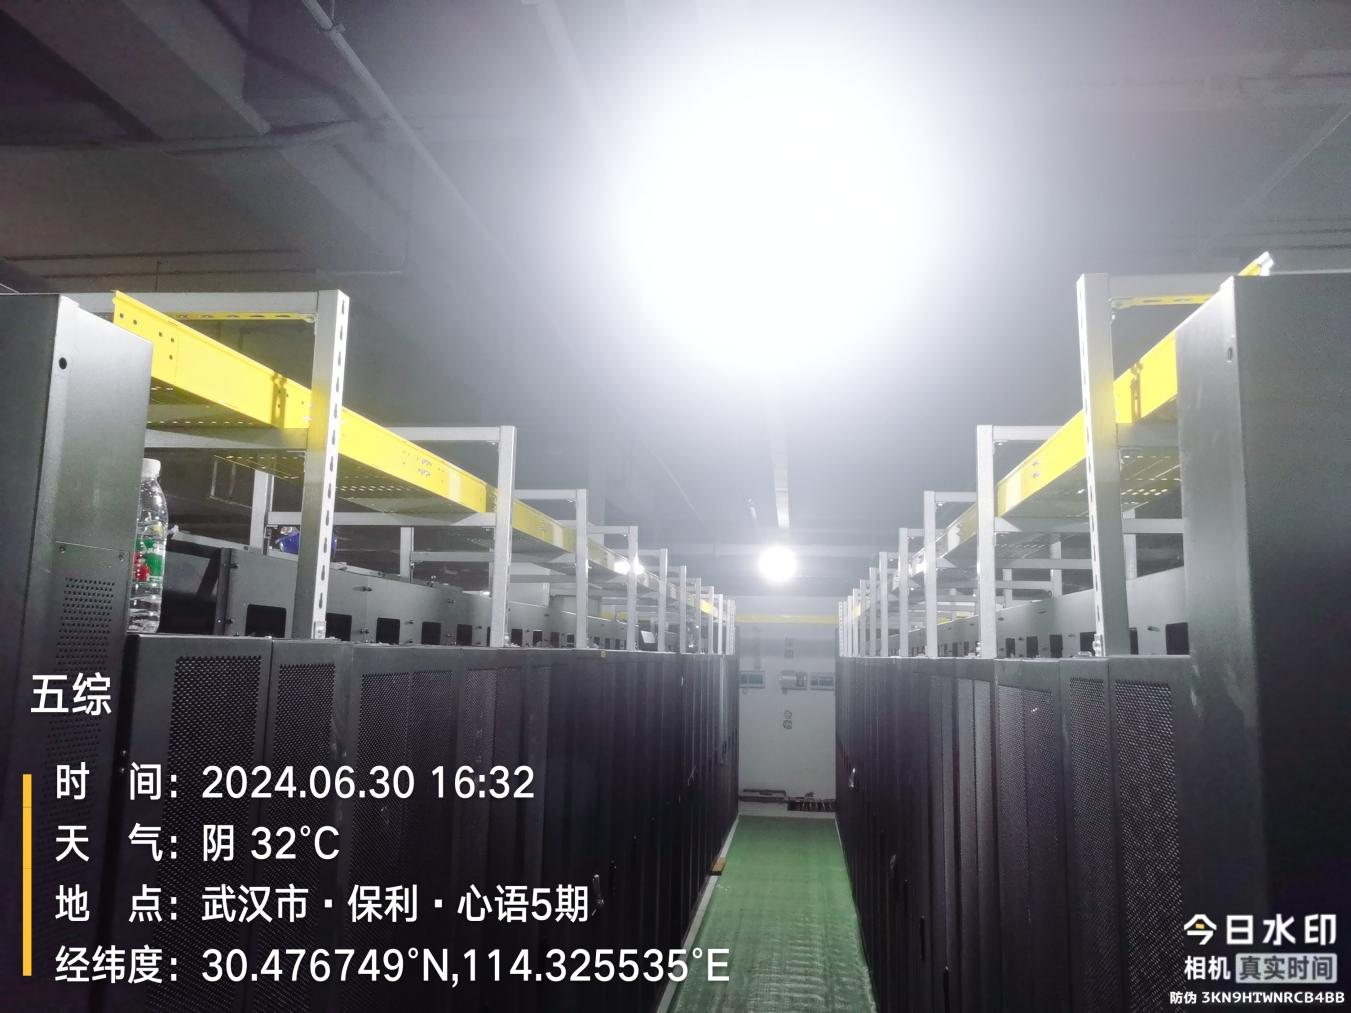 五综
时 间：2024.06.30 16:32
天 气：阴 32°C
地 点：武汉市·保利·心语5期
经纬度：30.476749°N,114.325535°E
今日水印
相机 真实时间
防伪 3KN9HTWNRCB4BB